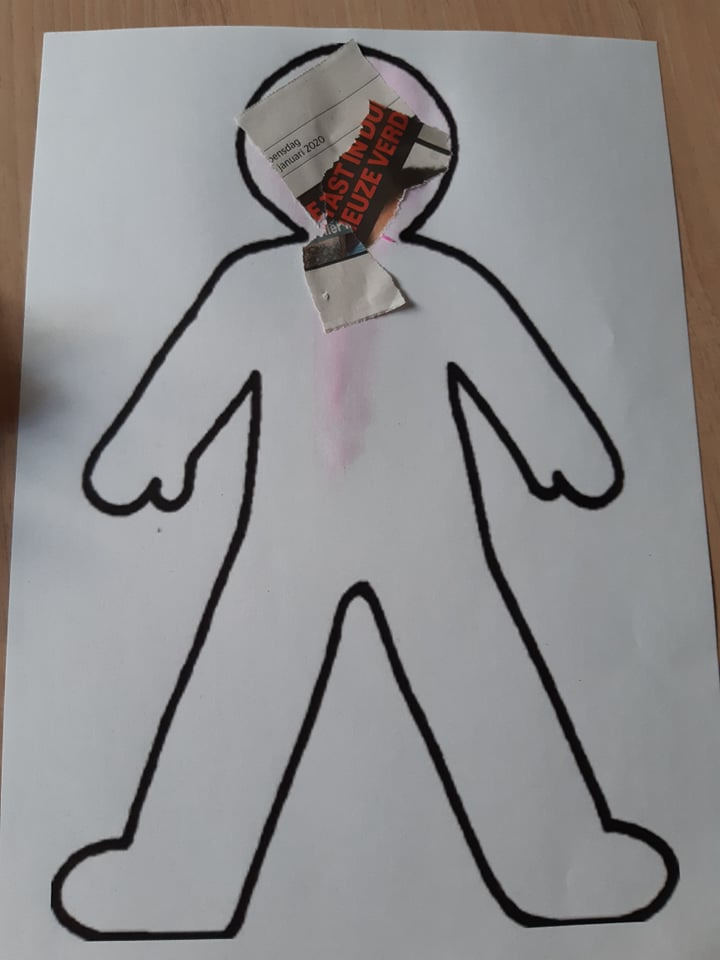 oensdag
januari 2020
EAST IN DU
EUZE VERD